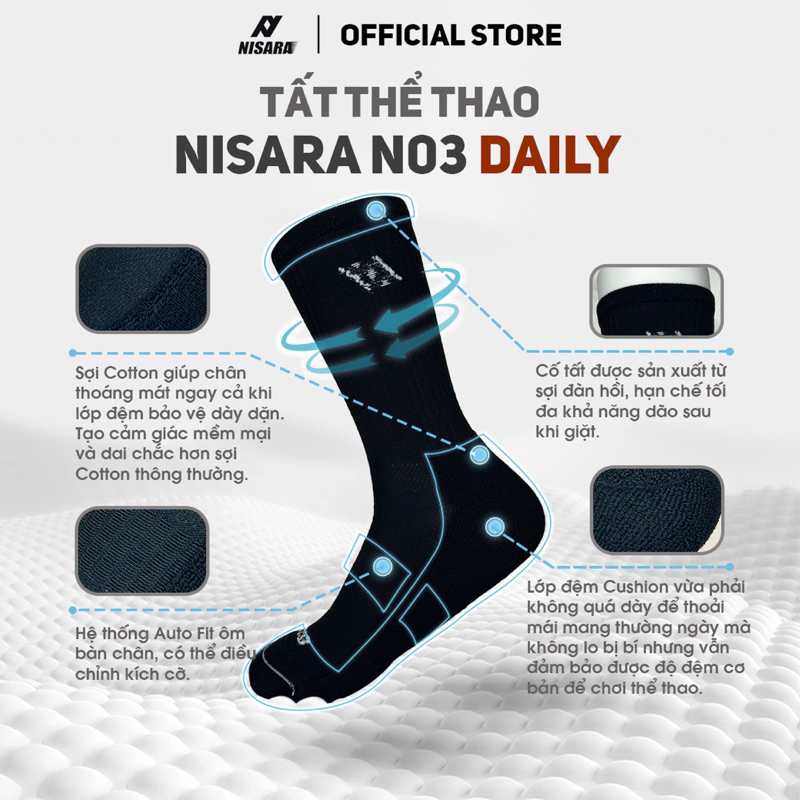 NISARA
OFFICIAL STORE
TẤT THỂ THAO
NISARA N03 DAILY
Sợi Cotton giúp chân
thoáng mát ngay cả khi
lớp đệm bảo vệ dày dặn.
Tạo cảm giác mềm mại
và dai chắc hơn sợi
Cotton thông thường.
Cổ tất được sản xuất từ
sợi đàn hồi, hạn chế tối
đa khả năng dão sau
khi giặt.
Hệ thống Auto Fit ôm
bàn chân, có thể điều
chỉnh kích cỡ.
Lớp đệm Cushion vừa phải
không quá dày để thoải
mái mang thường ngày mà
không lo bị bí nhưng vẫn
đảm bảo được độ đệm cơ
bản để chơi thể thao.